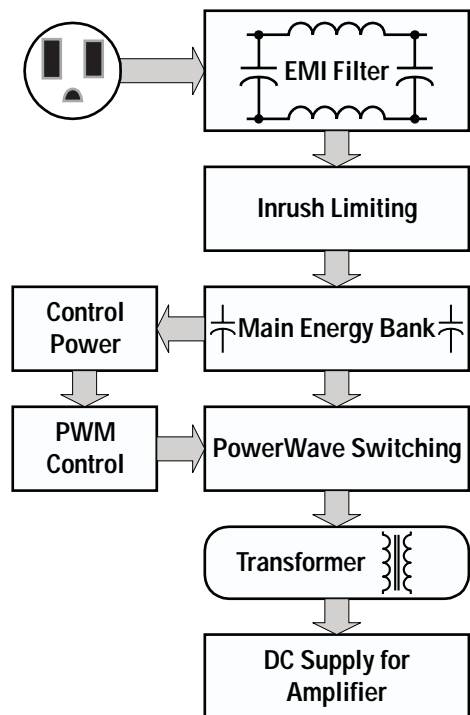 EMI Filter
Inrush Limiting
Main Energy Bank
Control
Power
PWM
Control
PowerWave Switching
Transformer
DC Supply for
Amplifier